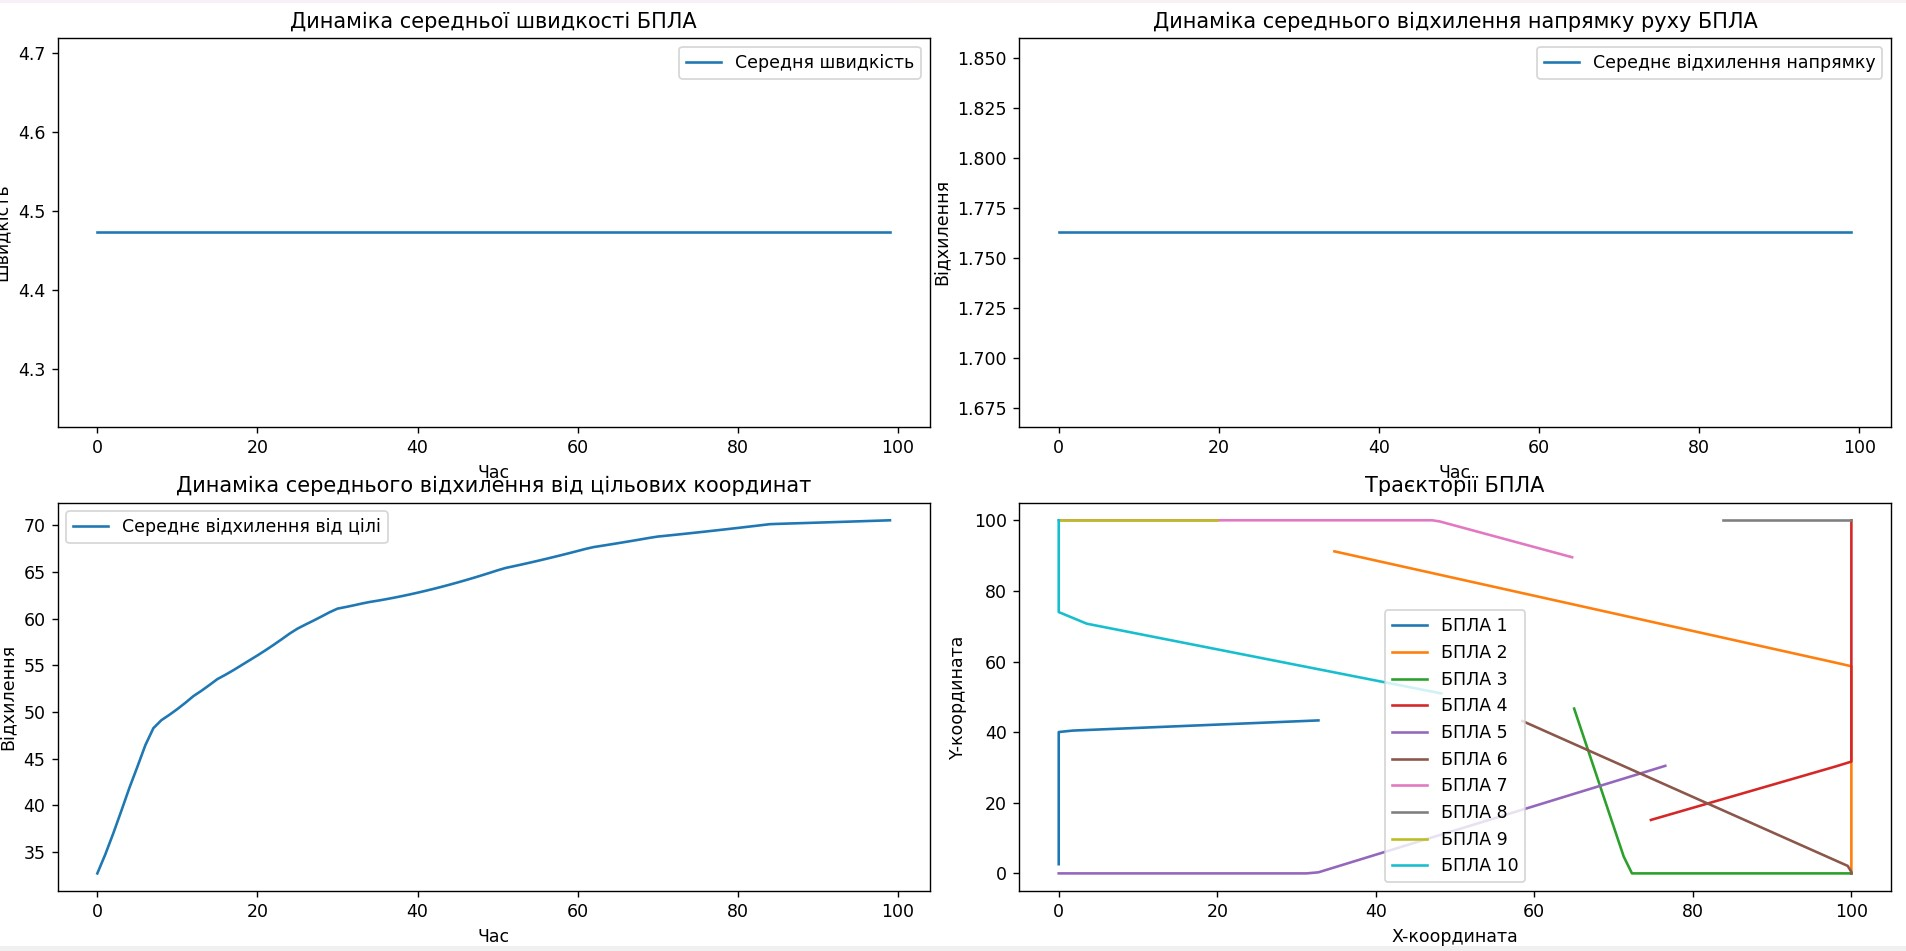 Динаміка середньої швидкості БПЛА
Швидкість
4.7
4.6
4.5
4.4
4.3
Середня швидкість
0 20 40 60 80 100
Час
Динаміка середнього відхилення напрямку руху БПЛА
Відхилення
1.850
1.825
1.800
1.775
1.750
1.725
1.700
1.675
Середнє відхилення напрямку
0 20 40 60 80 100
Час
Динаміка середнього відхилення від цільових координат
Відхилення
70
65
60
55
50
45
40
35
Середнє відхилення від цілі
0 20 40 60 80 100
Час
Траєкторії БПЛА
Y-координата
100
80
60
40
20
0
БПЛА 1
БПЛА 2
БПЛА 3
БПЛА 4
БПЛА 5
БПЛА 6
БПЛА 7
БПЛА 8
БПЛА 9
БПЛА 10
0 20 40 60 80 100
X-координата